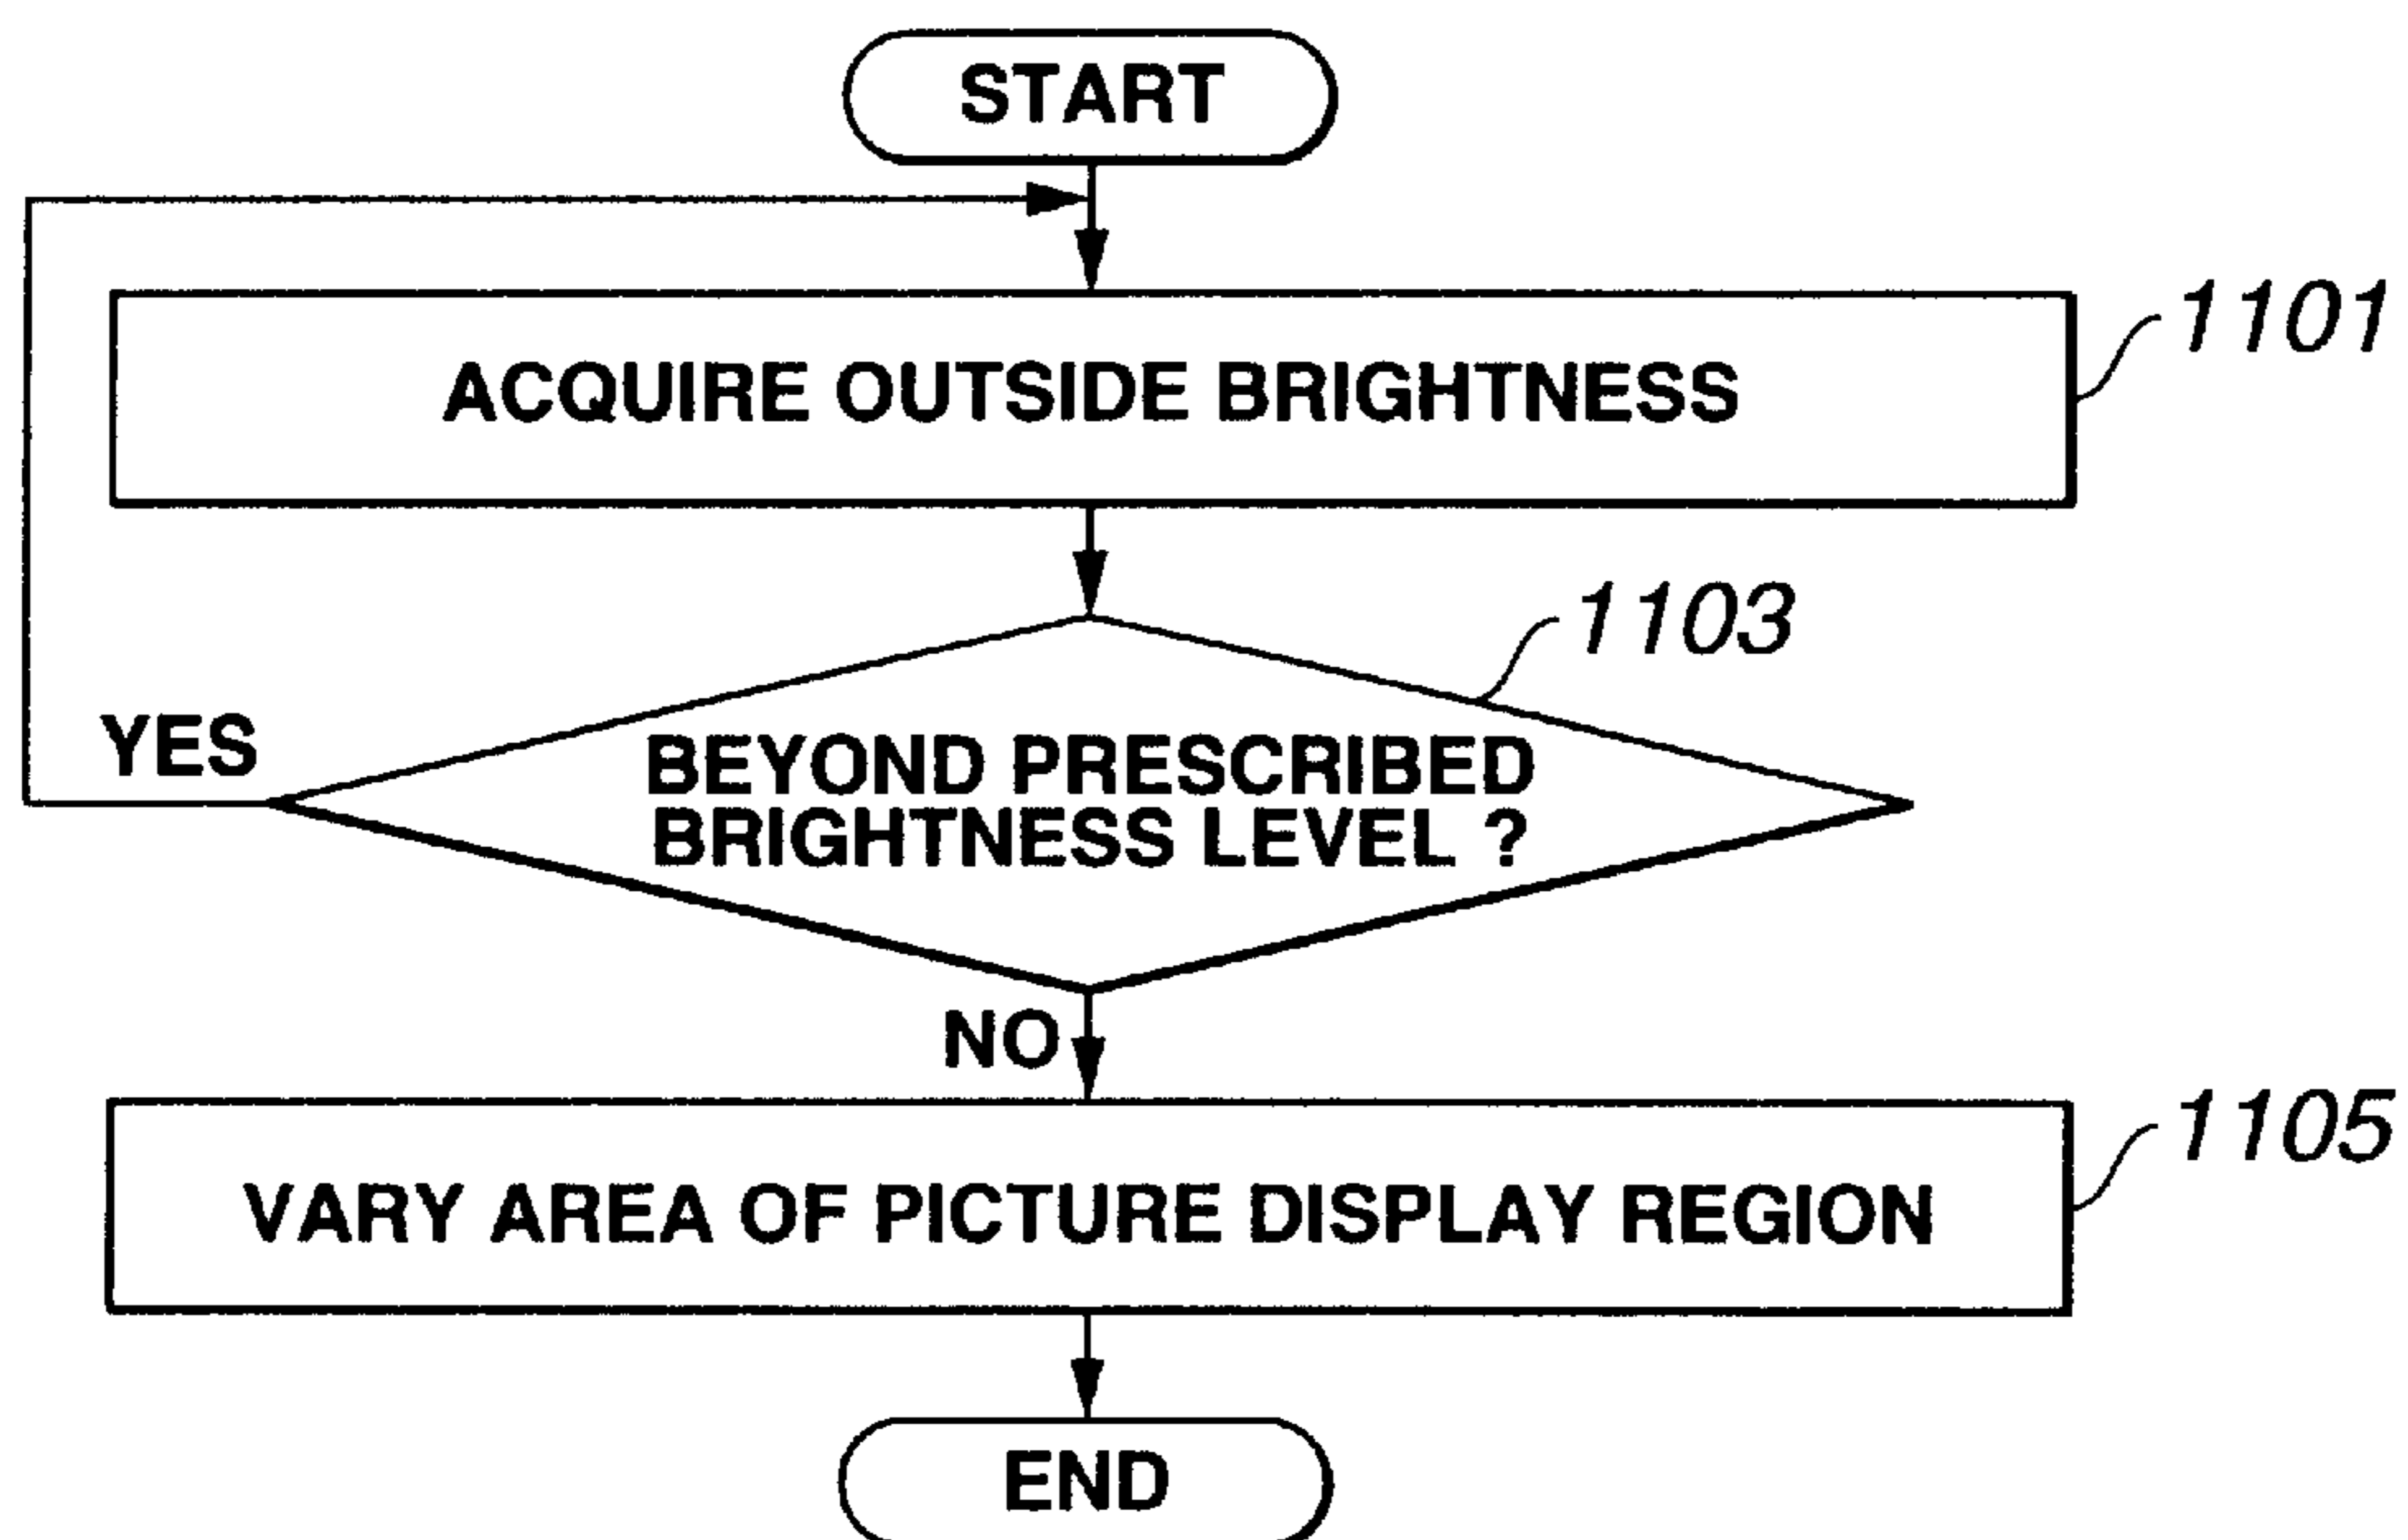 START
ACQUIRE OUTSIDE BRIGHTNESS
1101
1103
YES
BEYOND PRESCRIBED
BRIGHTNESS LEVEL ?
NO
VARY AREA OF PICTURE DISPLAY REGION
1105
END